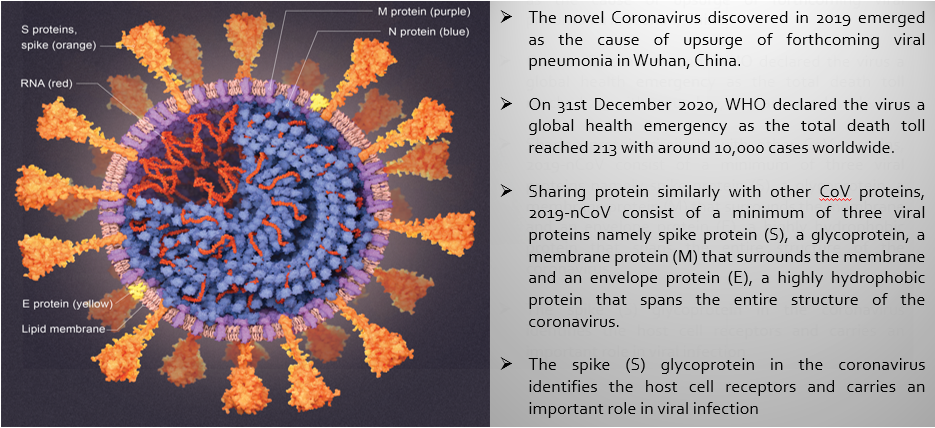 M protein (purple)
S proteins,
spike (orange)
N protein (blue)
RNA (red)
E protein (yellow)
Lipid membrane
➤ The novel Coronavirus discovered in 2019 emerged
as the cause of upsurge of forthcoming viral
pneumonia in Wuhan, China.
➤ On 31st December 2020, WHO declared the virus a
global health emergency as the total death toll
reached 213 with around 10,000 cases worldwide.
➤ Sharing protein similarly with other CoV proteins,
2019-nCoV consist of a minimum of three viral
proteins namely spike protein (S), a glycoprotein, a
membrane protein (M) that surrounds the membrane
and an envelope protein (E), a highly hydrophobic
protein that spans the entire structure of the
coronavirus.
➤ The spike (S) glycoprotein in the coronavirus
identifies the host cell receptors and carries an
important role in viral infection